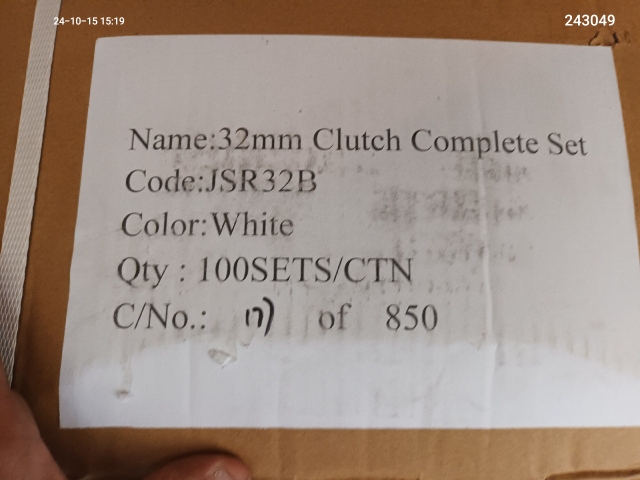 24-10-15 15:19
243049
Name:32mm Clutch Complete Set
Code:JSR32B
Color:White
Qty : 100SETS/CTN
C/No.: of 850